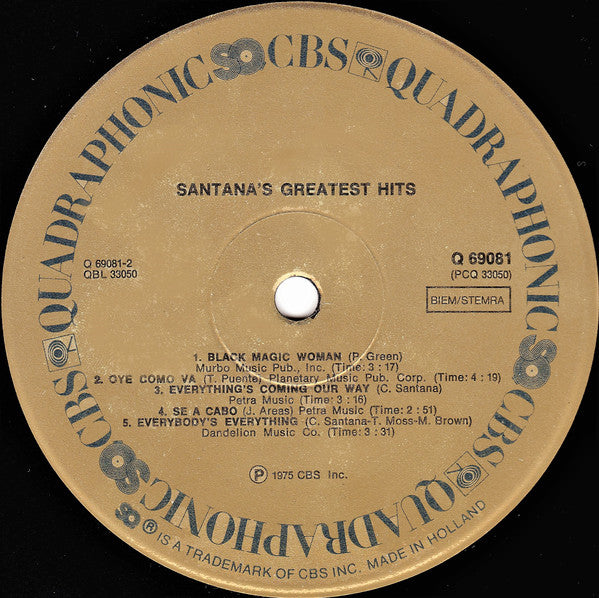 QUADRAPHONIC SQ CBS QUADRAPHONIC SQ CBS QUADRAPHONIC SQ CBS
SANTANA'S GREATEST HITS
Q 69081-2
QBL 33050
Q 69081
(PCQ 33050)
BIEM/STEMRA
1. BLACK MAGIC WOMAN (P. Green)
Murbo Music Pub., Inc. (Time: 3 : 17)
2. OYE COMO VA (T. Puente) Planetary Music Pub. Corp. (Time: 4 : 19)
3. EVERYTHING'S COMING OUR WAY (C. Santana)
Petra Music (Time: 3 : 16)
4. SE A CABO (J. Areas) Petra Music (Time: 2 : 51)
5. EVERYBODY'S EVERYTHING (C. Santana-T. Moss-M. Brown)
Dandelion Music Co. (Time: 3 : 31)
℗ 1975 CBS Inc.
SQ ® IS A TRADEMARK OF CBS INC. MADE IN HOLLAND